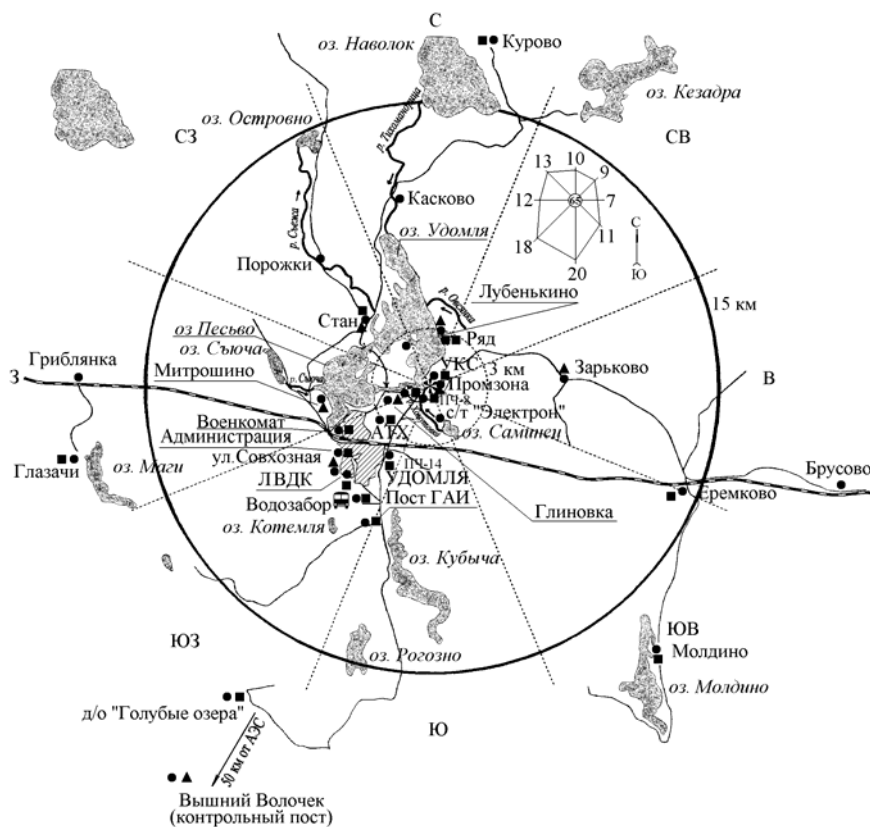 С
оз. Наволок
Курово
оз. Кезадра
оз. Островно
СЗ
СВ
р. Тихомандрица
13
10
9
12
65
7
18
11
20
С
Ю
Касково
оз. Удомля
р. Съежа
Порожки
Лубенькино
15 км
Стан
Ряд
оз Песьво
оз. Съюча
УКС
3 км
Зарьково
Гриблянка
З
В
Митрошино
р. Съюча
Промзона
ПЧ-8
с/т "Электрон"
Военкомат
АТХ
оз. Саминец
Администрация
ул.Совхозная
Глазачи
оз. Маги
ПЧ-14
ЛВДК
УДОМЛЯ
Брусово
Водозабор
Пост ГАИ
Еремково
Глиновка
оз. Котемля
оз. Кубыча
ЮЗ
ЮВ
оз. Рогозно
Молдино
оз. Молдино
д/о "Голубые озера"
Ю
50 км от АЭС
Вышний Волочек
(контрольный пост)